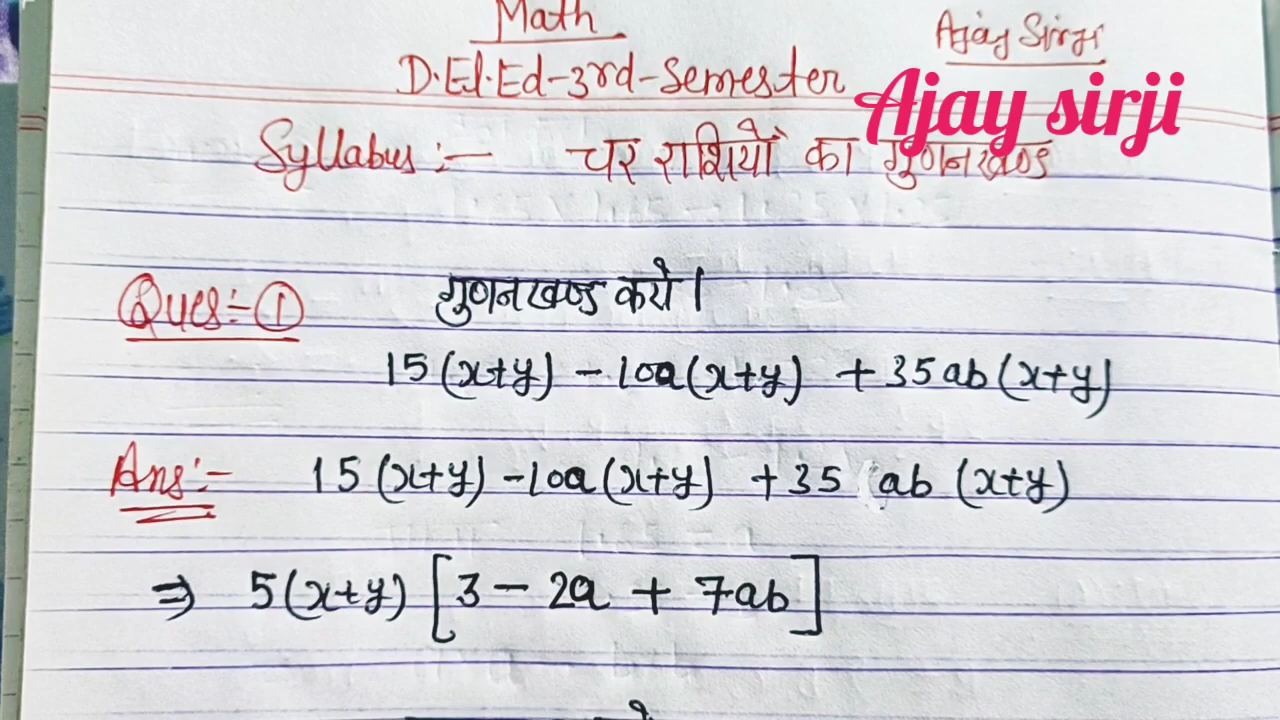 Math
Ajay Sirji
D.El.Ed-3rd-Semester
Ajay sirji
Syllabus :- चर राशियों का गुणनखण्ड
Ques:- ① गुणनखण्ड करो।
15(x+y) - 10a(x+y) + 35ab(x+y)
Ans:- 15(x+y) - 10a(x+y) + 35 ab (x+y)
⇒ 5(x+y) [3 - 2a + 7ab]